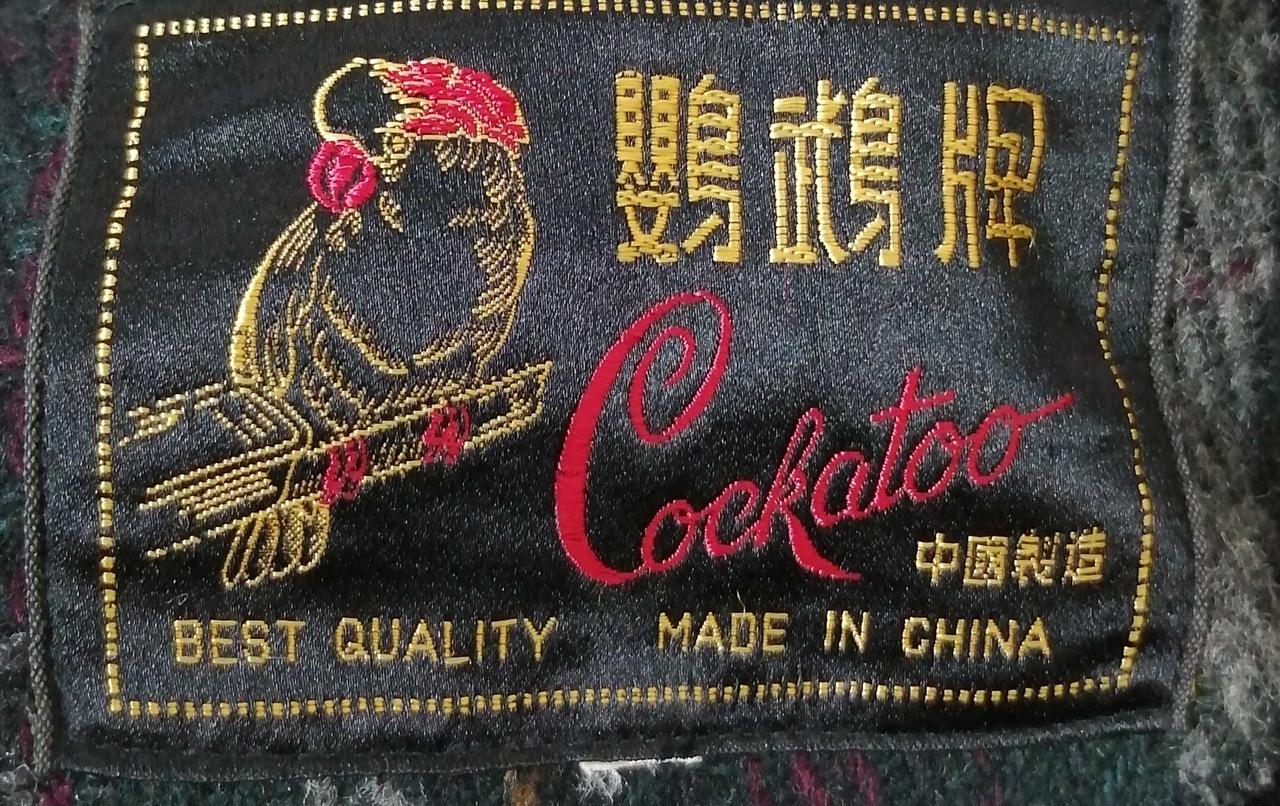 鸚鵡牌
Cockatoo
中國製造
BEST QUALITY MADE IN CHINA